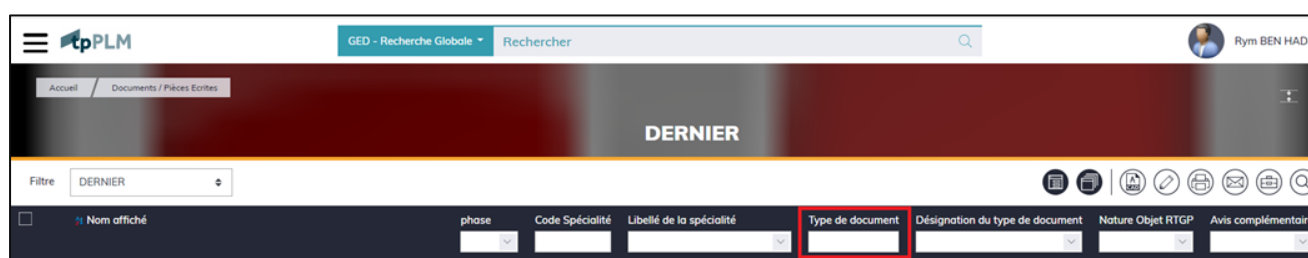 tpPLM
GED - Recherche Globale
Rechercher
Rym BEN HAD
Accueil / Documents / Pièces Ecrites
DERNIER
Filtre
DERNIER
Nom affiché
phase
Code Spécialité
Libellé de la spécialité
Type de document
Désignation du type de document
Nature Objet RTGP
Avis complémentair